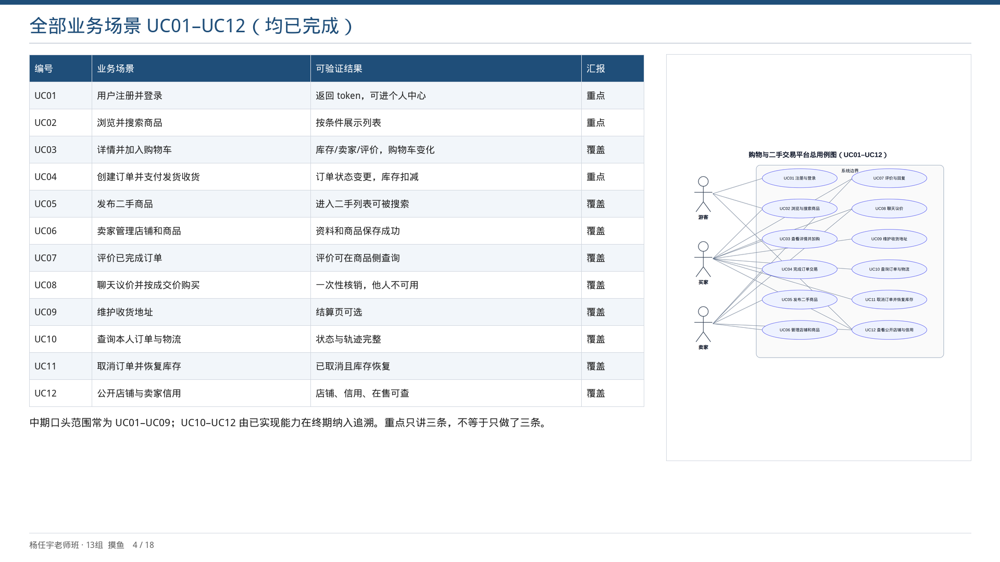 全部业务场景 UC01–UC12（均已完成）
编号 业务场景 可验证结果 汇报
UC01 用户注册并登录 返回 token，可进个人中心 重点
UC02 浏览并搜索商品 按条件展示列表 重点
UC03 详情并加入购物车 库存/卖家/评价，购物车变化 覆盖
UC04 创建订单并支付发货收货 订单状态变更，库存扣减 重点
UC05 发布二手商品 进入二手列表可被搜索 覆盖
UC06 卖家管理店铺和商品 资料和商品保存成功 覆盖
UC07 评价已完成订单 评价可在商品侧查询 覆盖
UC08 聊天议价并按成交价购买 一次性核销，他人不可用 覆盖
UC09 维护收货地址 结算页可选 覆盖
UC10 查询本人订单与物流 状态与轨迹完整 覆盖
UC11 取消订单并恢复库存 已取消且库存恢复 覆盖
UC12 公开店铺与卖家信用 店铺、信用、在售可查 覆盖
中期口头范围常为 UC01–UC09；UC10–UC12 由已实现能力在终期纳入追溯。重点只讲三条，不等于只做了三条。
购物与二手交易平台总用例图（UC01–UC12）
系统边界
游客
买家
卖家
UC01 注册与登录
UC02 浏览与搜索商品
UC03 查看详情并加购
UC04 完成订单交易
UC05 发布二手商品
UC06 管理店铺和商品
UC07 评价与回复
UC08 聊天议价
UC09 维护收货地址
UC10 查询订单与物流
UC11 取消订单并恢复库存
UC12 查看公开店铺与信用
杨任宇老师班 · 13组 摸鱼 4 / 18